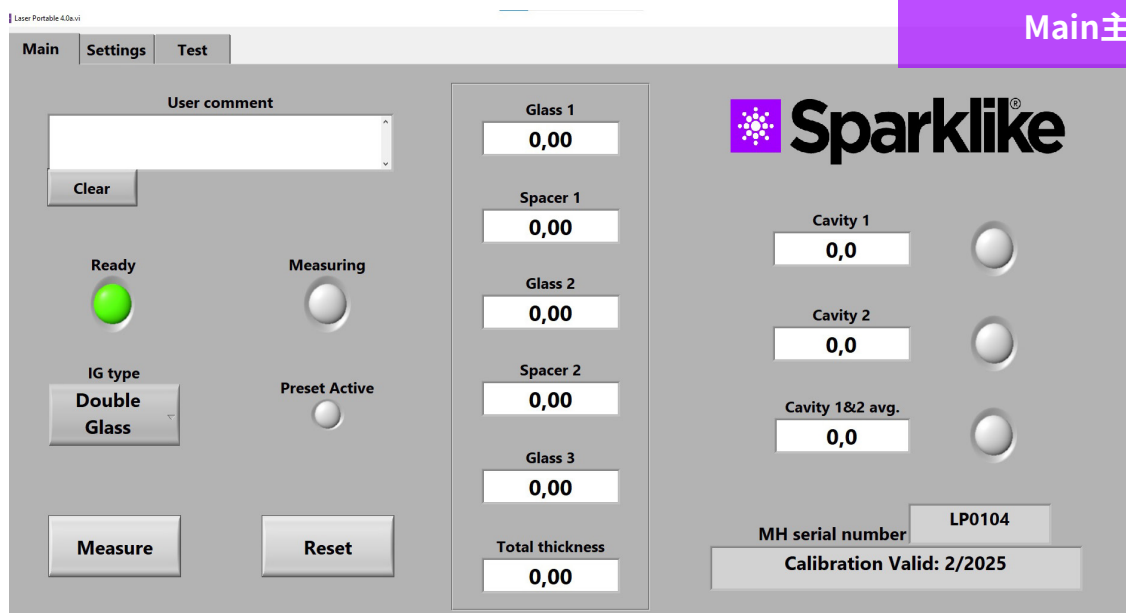 Laser Portable 4.0a.vi
Main主
Main
Settings
Test
User comment
Clear
Ready
Measuring
IG type
Double
Glass
Preset Active
Measure
Reset
Glass 1
0,00
Spacer 1
0,00
Glass 2
0,00
Spacer 2
0,00
Glass 3
0,00
Total thickness
0,00
Sparklike®
Cavity 1
0,0
Cavity 2
0,0
Cavity 1&2 avg.
0,0
MH serial number
LP0104
Calibration Valid: 2/2025